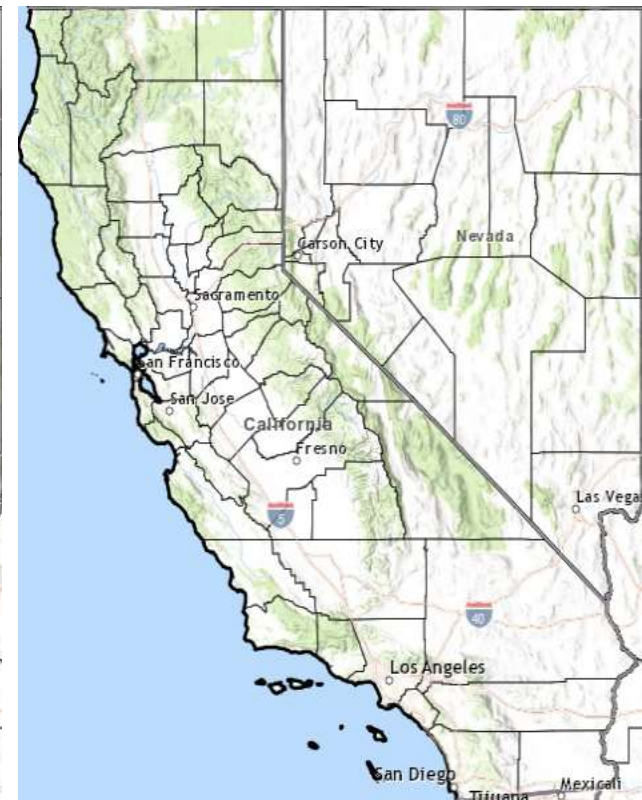 80
Carson City
Nevada
Sacramento
San Francisco
San Jose
California
Fresno
Las Vega
5
40
Los Angeles
San Diego
Mexicali
Tijuana